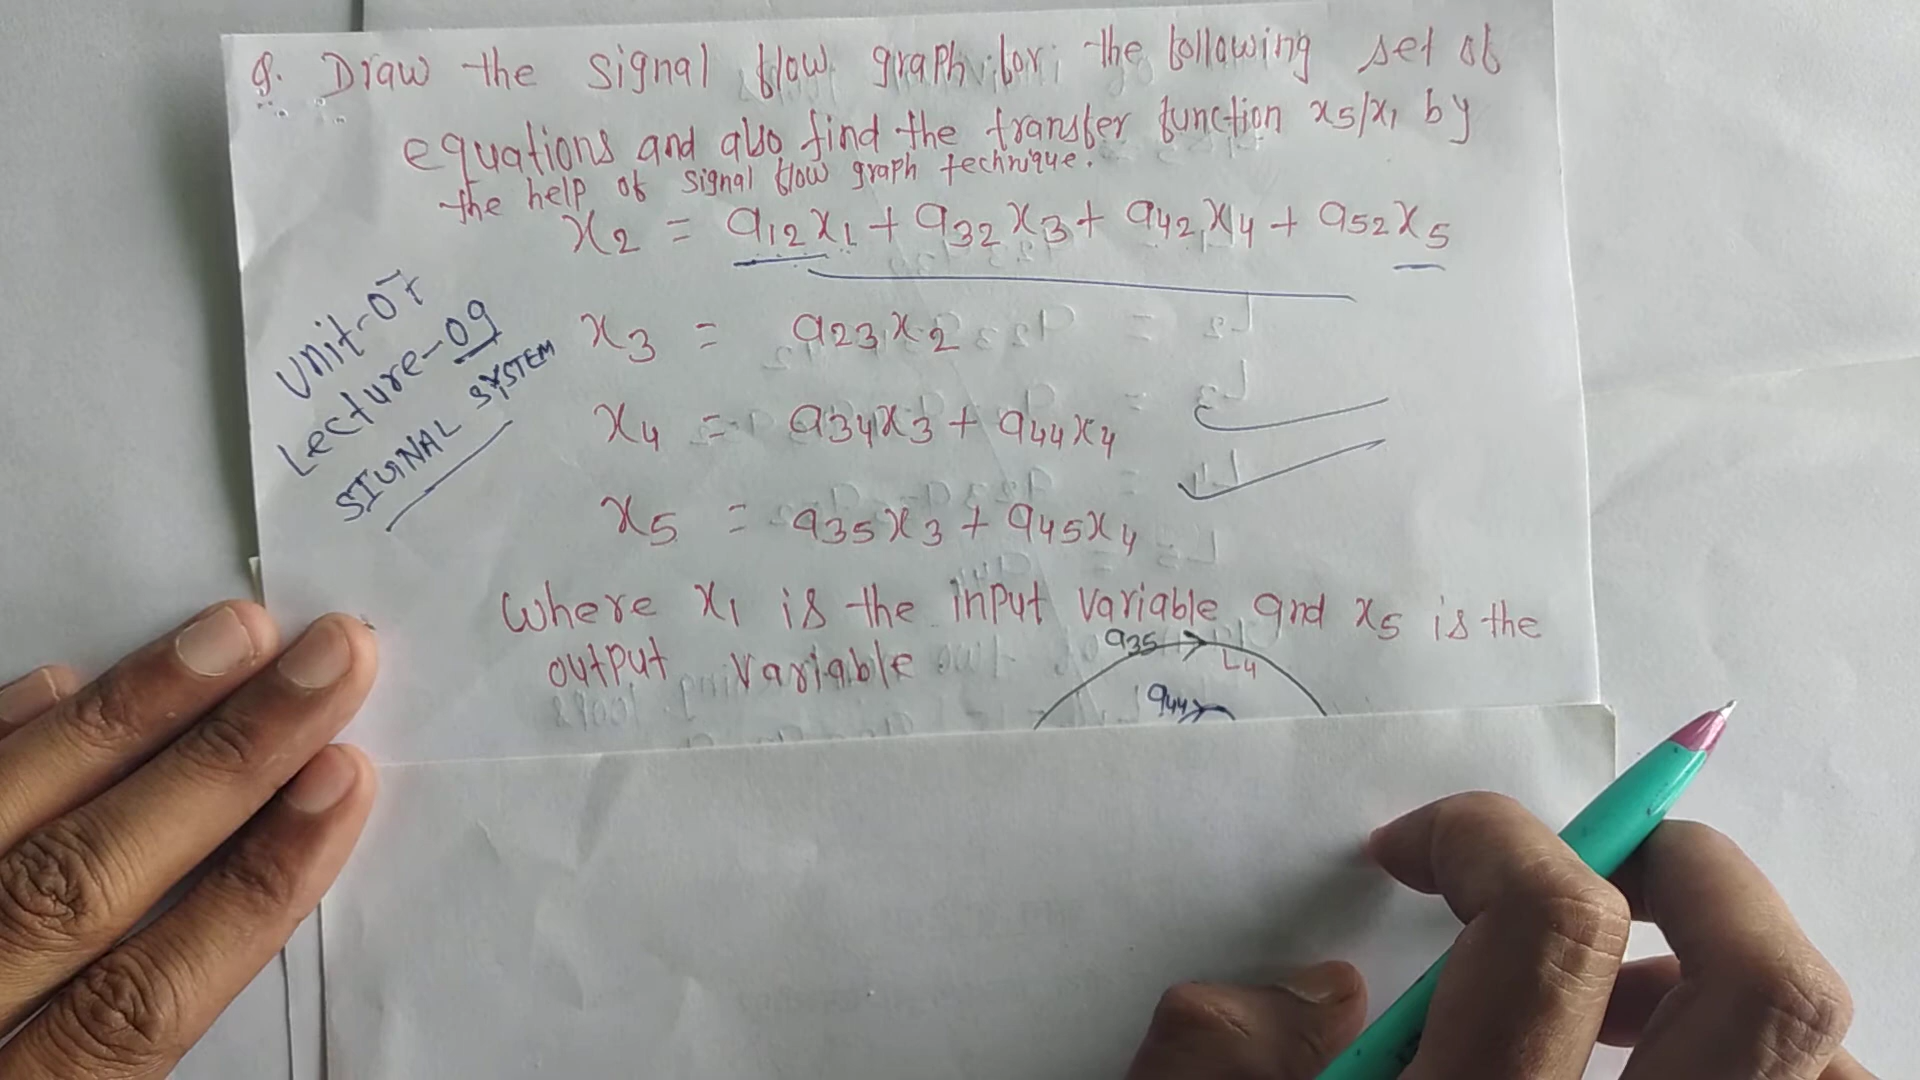 Q. Draw the signal flow graph for the following set of
equations and also find the transfer function x5/x1 by
the help of signal flow graph technique.
x2 = a12x1 + a32x3 + a42x4 + a52x5
x3 = a23x2
x4 = a34x3 + a44x4
x5 = a35x3 + a45x4
Unit-07
Lecture-09
SIGNAL SYSTEM
Where x1 is the input variable and x5 is the
output variable
a35
L4
a44